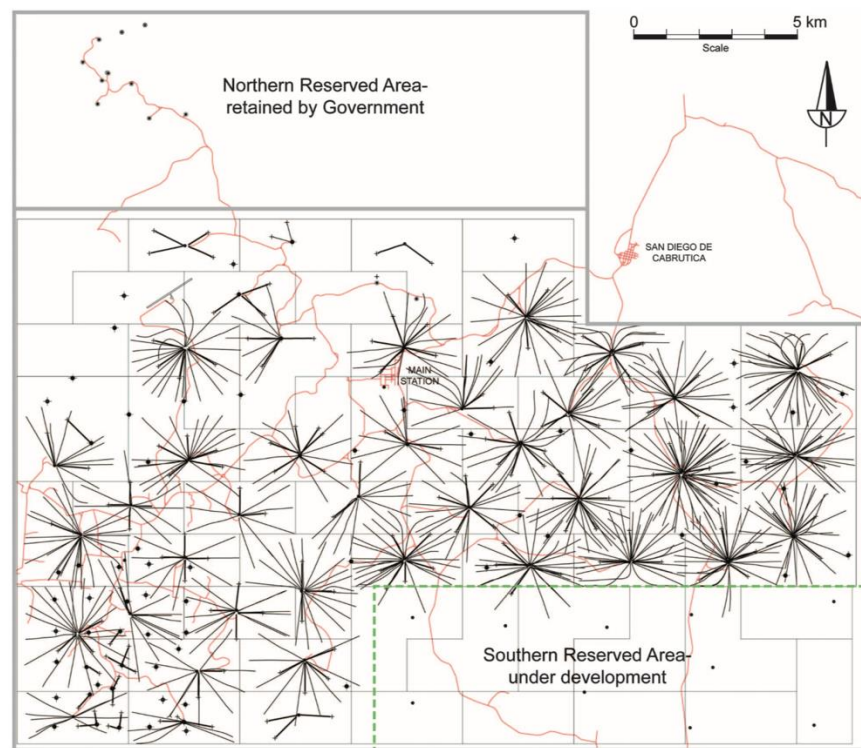 0 5 km
Scale
Northern Reserved Area-
retained by Government
N
SAN DIEGO DE
CABRUTICA
MAIN
STATION
Southern Reserved Area-
under development